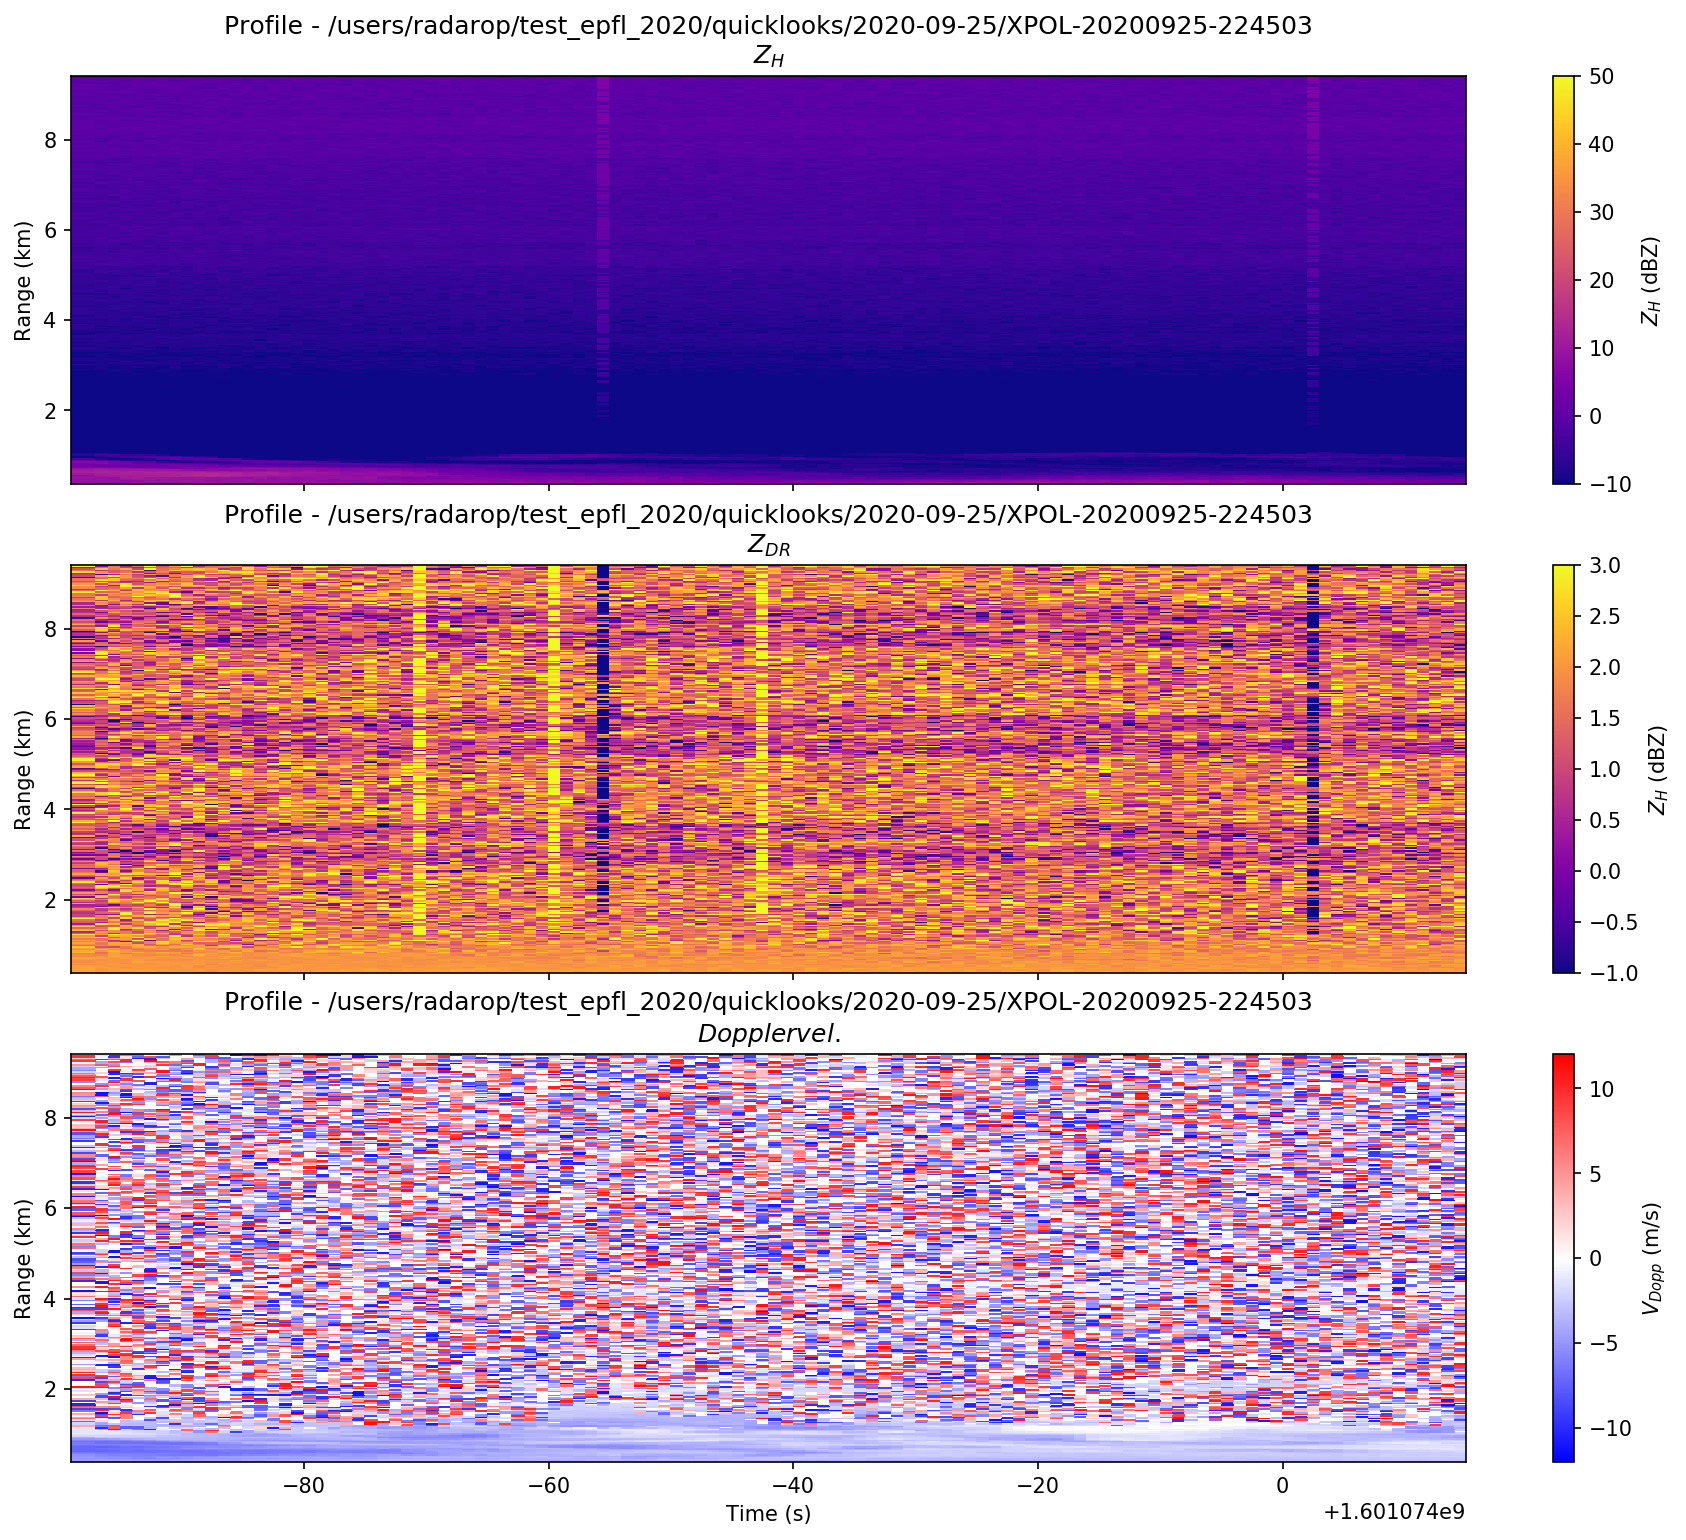 Profile - /users/radarop/test_epfl_2020/quicklooks/2020-09-25/XPOL-20200925-224503
Z_H
8
6
4
2
Range (km)
50
40
30
20
10
0
−10
Z_H (dBZ)
Profile - /users/radarop/test_epfl_2020/quicklooks/2020-09-25/XPOL-20200925-224503
Z_DR
8
6
4
2
Range (km)
3.0
2.5
2.0
1.5
1.0
0.5
0.0
−0.5
−1.0
Z_H (dBZ)
Profile - /users/radarop/test_epfl_2020/quicklooks/2020-09-25/XPOL-20200925-224503
Dopplervel.
8
6
4
2
Range (km)
−80 −60 −40 −20 0
Time (s)
+1.601074e9
10
5
0
−5
−10
V_Dopp (m/s)